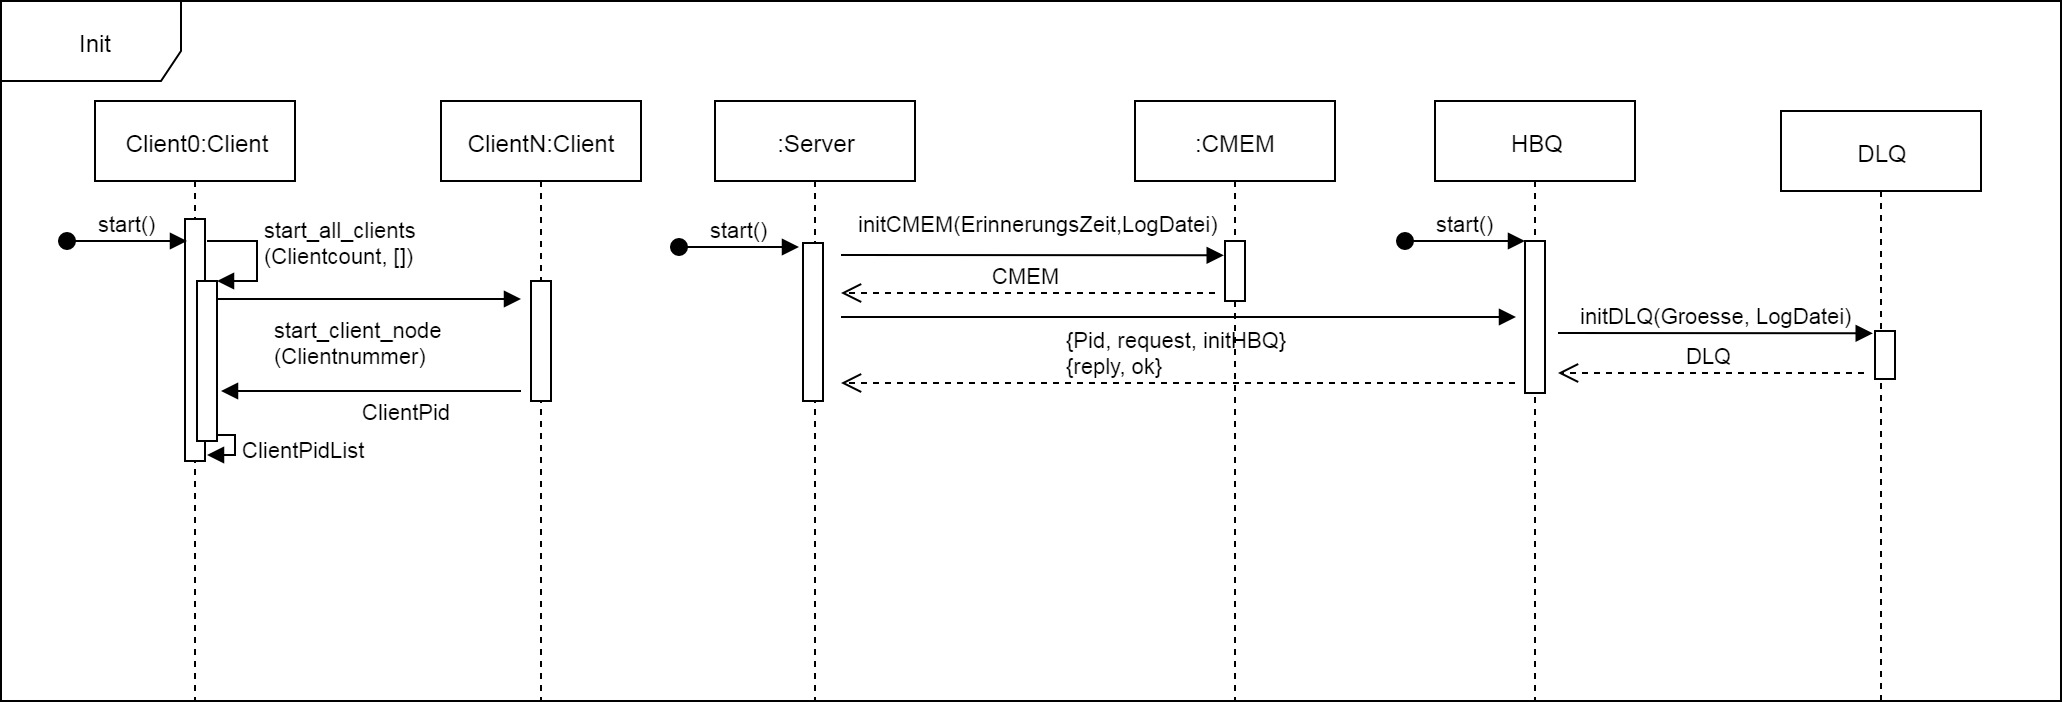 Init
Client0:Client
ClientN:Client
:Server
:CMEM
HBQ
DLQ
start()
start_all_clients
(Clientcount, [])
start_client_node
(Clientnummer)
ClientPid
ClientPidList
start()
initCMEM(ErinnerungsZeit,LogDatei)
CMEM
{Pid, request, initHBQ}
{reply, ok}
start()
initDLQ(Groesse, LogDatei)
DLQ